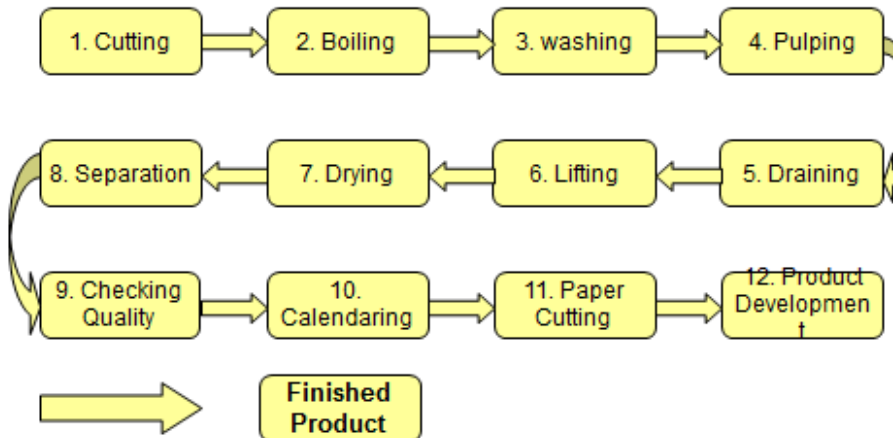 1. Cutting
2. Boiling
3. washing
4. Pulping
8. Separation
7. Drying
6. Lifting
5. Draining
9. Checking
Quality
10.
Calendaring
11. Paper
Cutting
12. Product
Developmen
t
Finished
Product